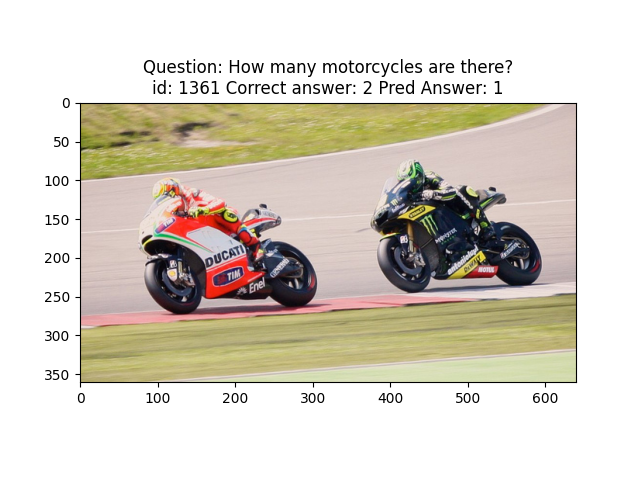 Question: How many motorcycles are there?
id: 1361 Correct answer: 2 Pred Answer: 1
0
50
100
150
200
250
300
350
0 100 200 300 400 500 600
DUCATI
TIM
Enel
MOTUL